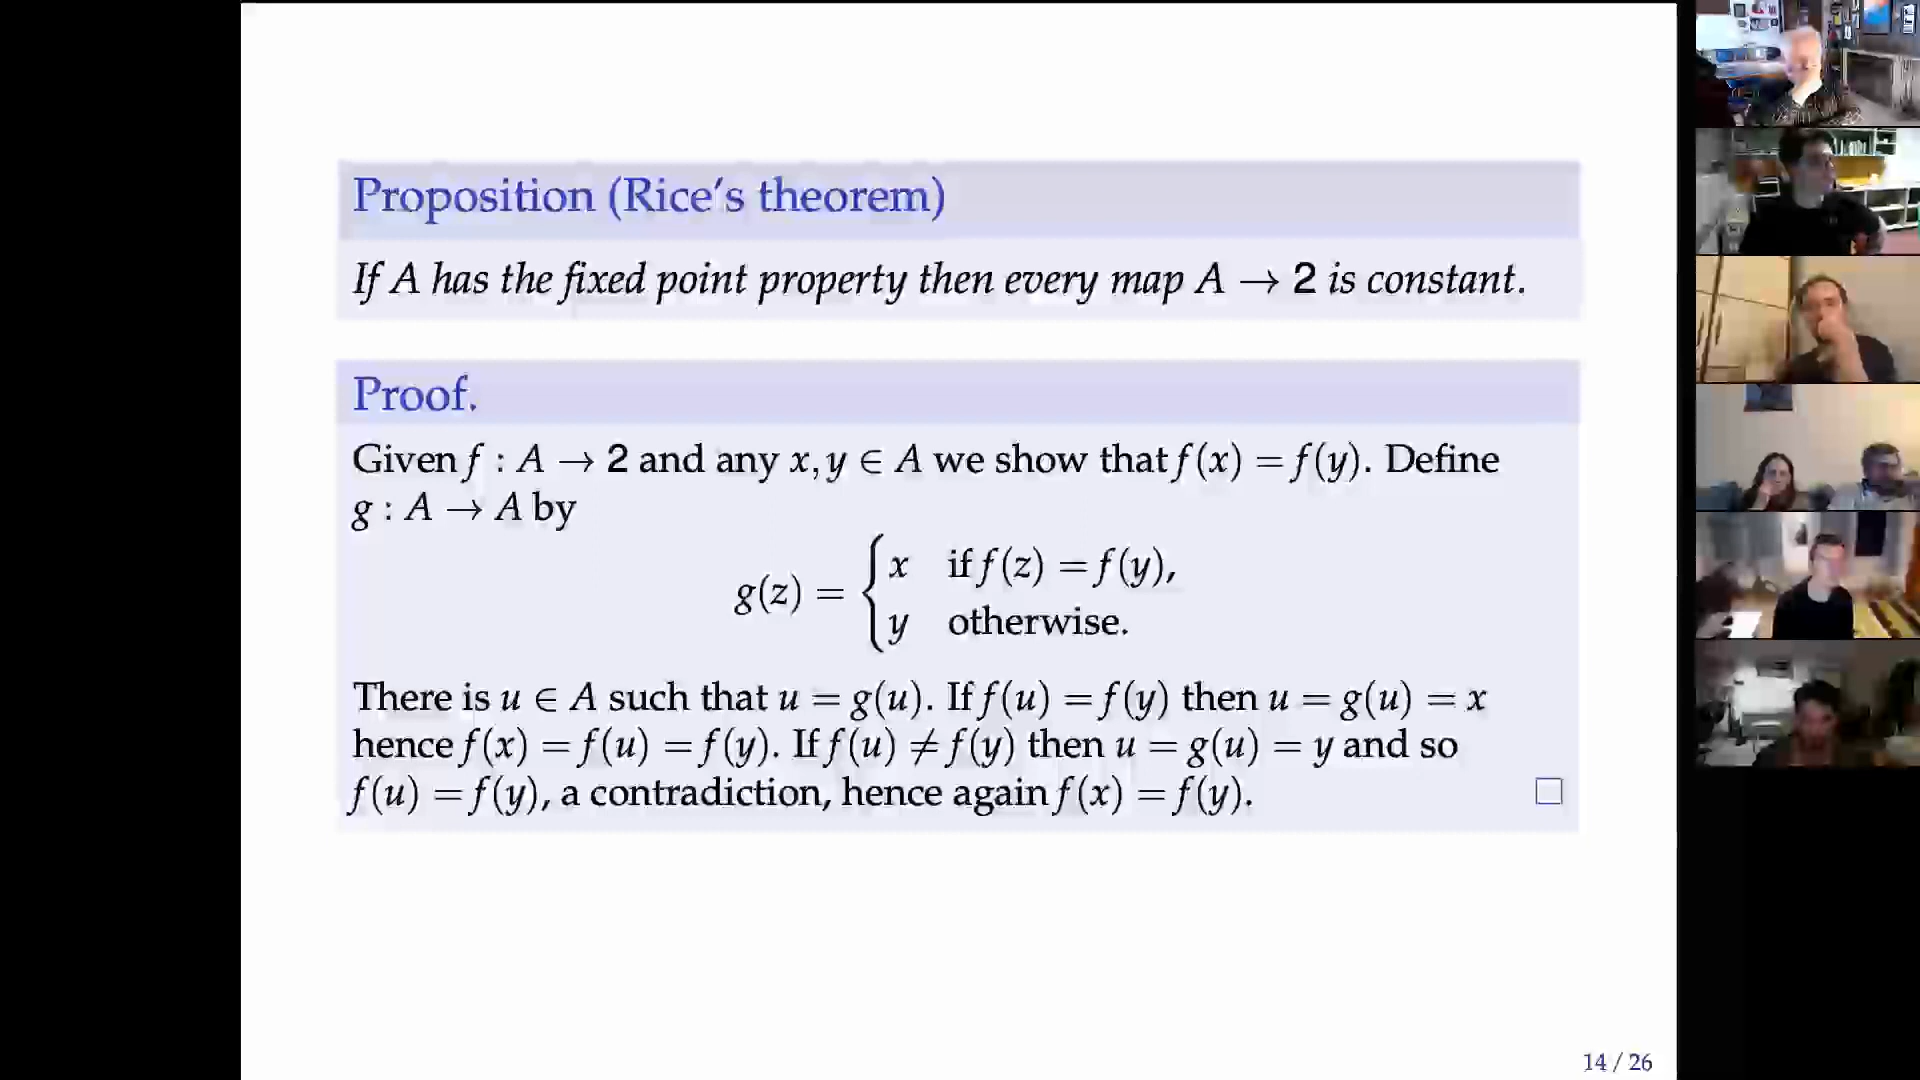 Proposition (Rice's theorem)
If A has the fixed point property then every map A → 2 is constant.
Proof.
Given f : A → 2 and any x, y ∈ A we show that f(x) = f(y). Define
g : A → A by
g(z) = { x if f(z) = f(y),
y otherwise.
There is u ∈ A such that u = g(u). If f(u) = f(y) then u = g(u) = x
hence f(x) = f(u) = f(y). If f(u) ≠ f(y) then u = g(u) = y and so
f(u) = f(y), a contradiction, hence again f(x) = f(y). □
14 / 26